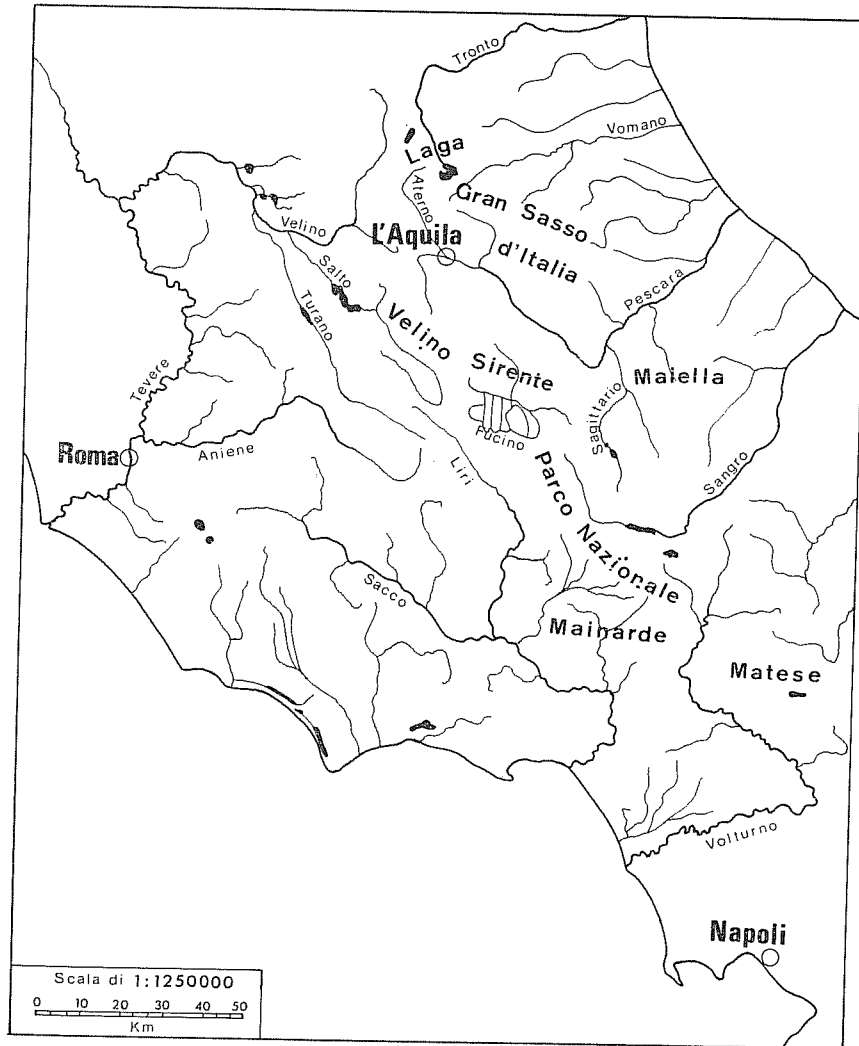 Tronto
Vomano
Laga
Aterno
Gran Sasso
d'Italia
Velino
L'Aquila
Salto
Turano
Pescara
Velino Sirente
Maiella
Tevere
Sagittario
Fucino
Roma
Aniene
Liri
Sangro
Parco Nazionale
Sacco
Mainarde
Matese
Volturno
Napoli
Scala di 1:1250000
0 10 20 30 40 50
Km